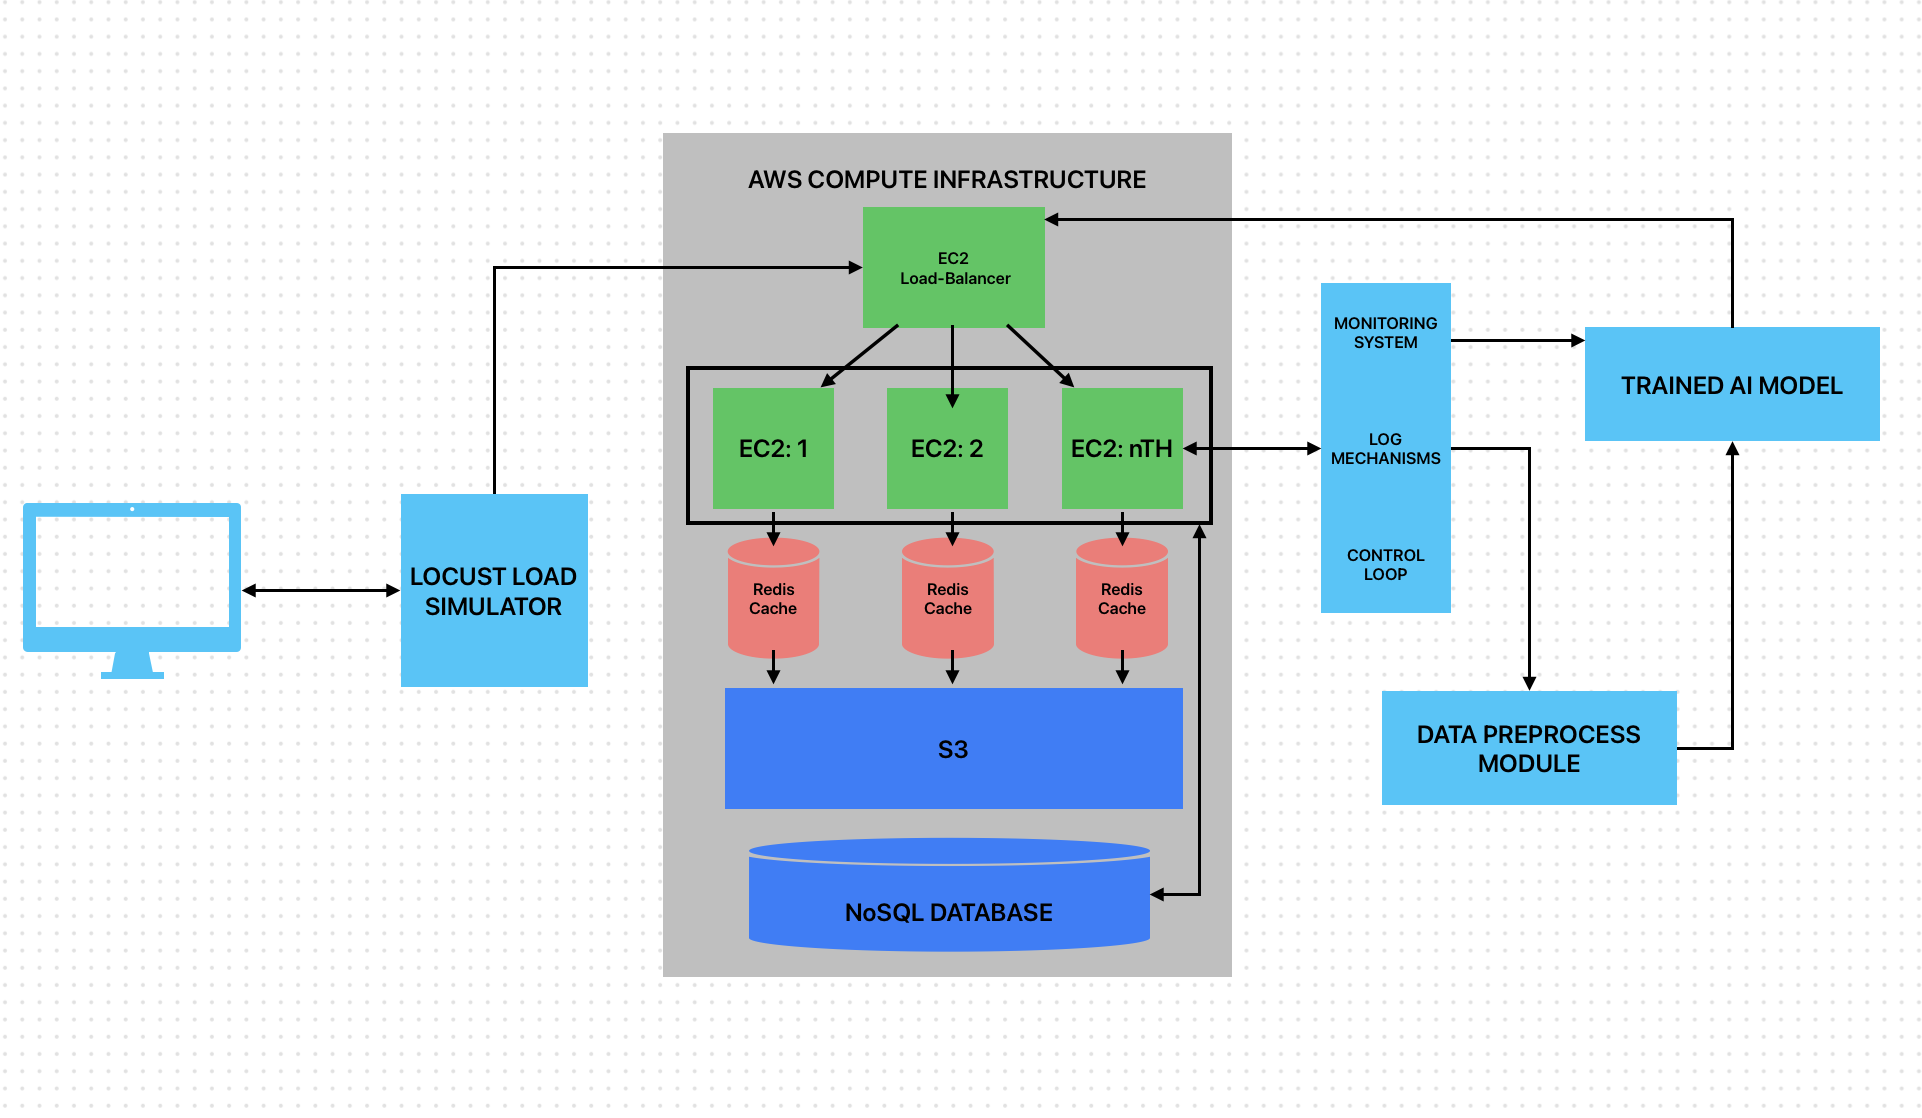 AWS COMPUTE INFRASTRUCTURE
EC2
Load-Balancer
EC2: 1
EC2: 2
EC2: nTH
Redis
Cache
Redis
Cache
Redis
Cache
S3
NoSQL DATABASE
LOCUST LOAD
SIMULATOR
MONITORING
SYSTEM
LOG
MECHANISMS
CONTROL
LOOP
TRAINED AI MODEL
DATA PREPROCESS
MODULE